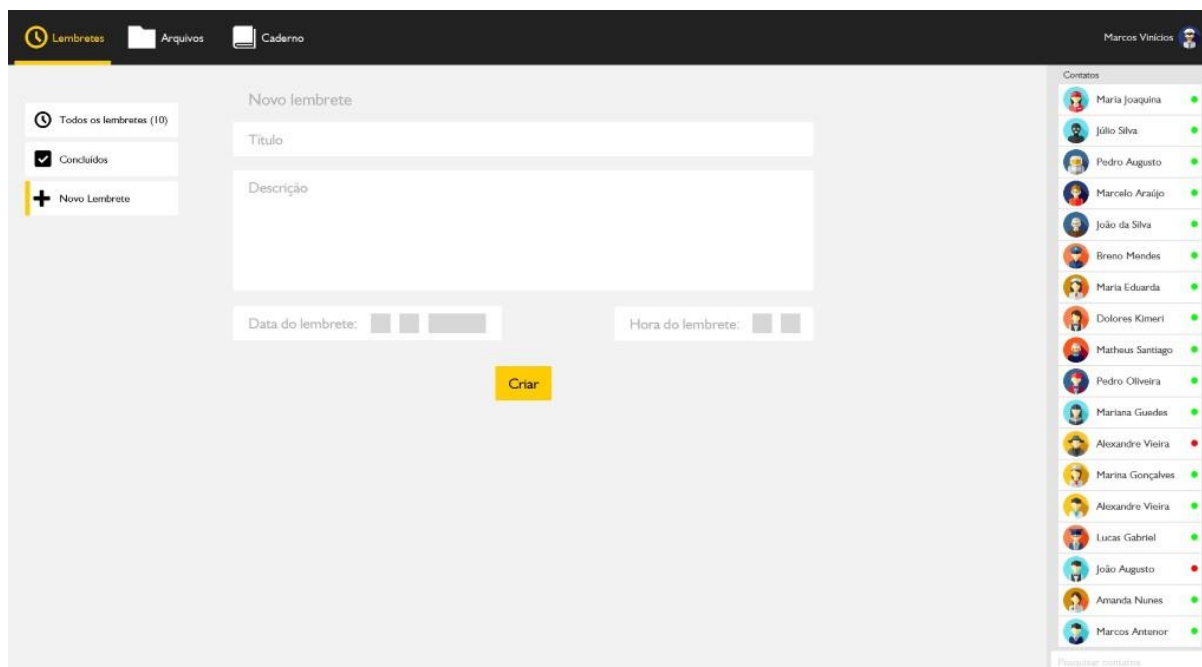 Lembretes
Arquivos
Caderno
Marcos Vinícios
Todos os lembretes (10)
Concluídos
Novo Lembrete
Novo lembrete
Título
Descrição
Data do lembrete:
Hora do lembrete:
Criar
Contatos
Maria Joaquina
Júlio Silva
Pedro Augusto
Marcelo Araújo
João da Silva
Breno Mendes
Maria Eduarda
Dolores Kimeri
Matheus Santiago
Pedro Oliveira
Mariana Guedes
Alexandre Vieira
Marina Gonçalves
Alexandre Vieira
Lucas Gabriel
João Augusto
Amanda Nunes
Marcos Antenor
Pesquisar contatos